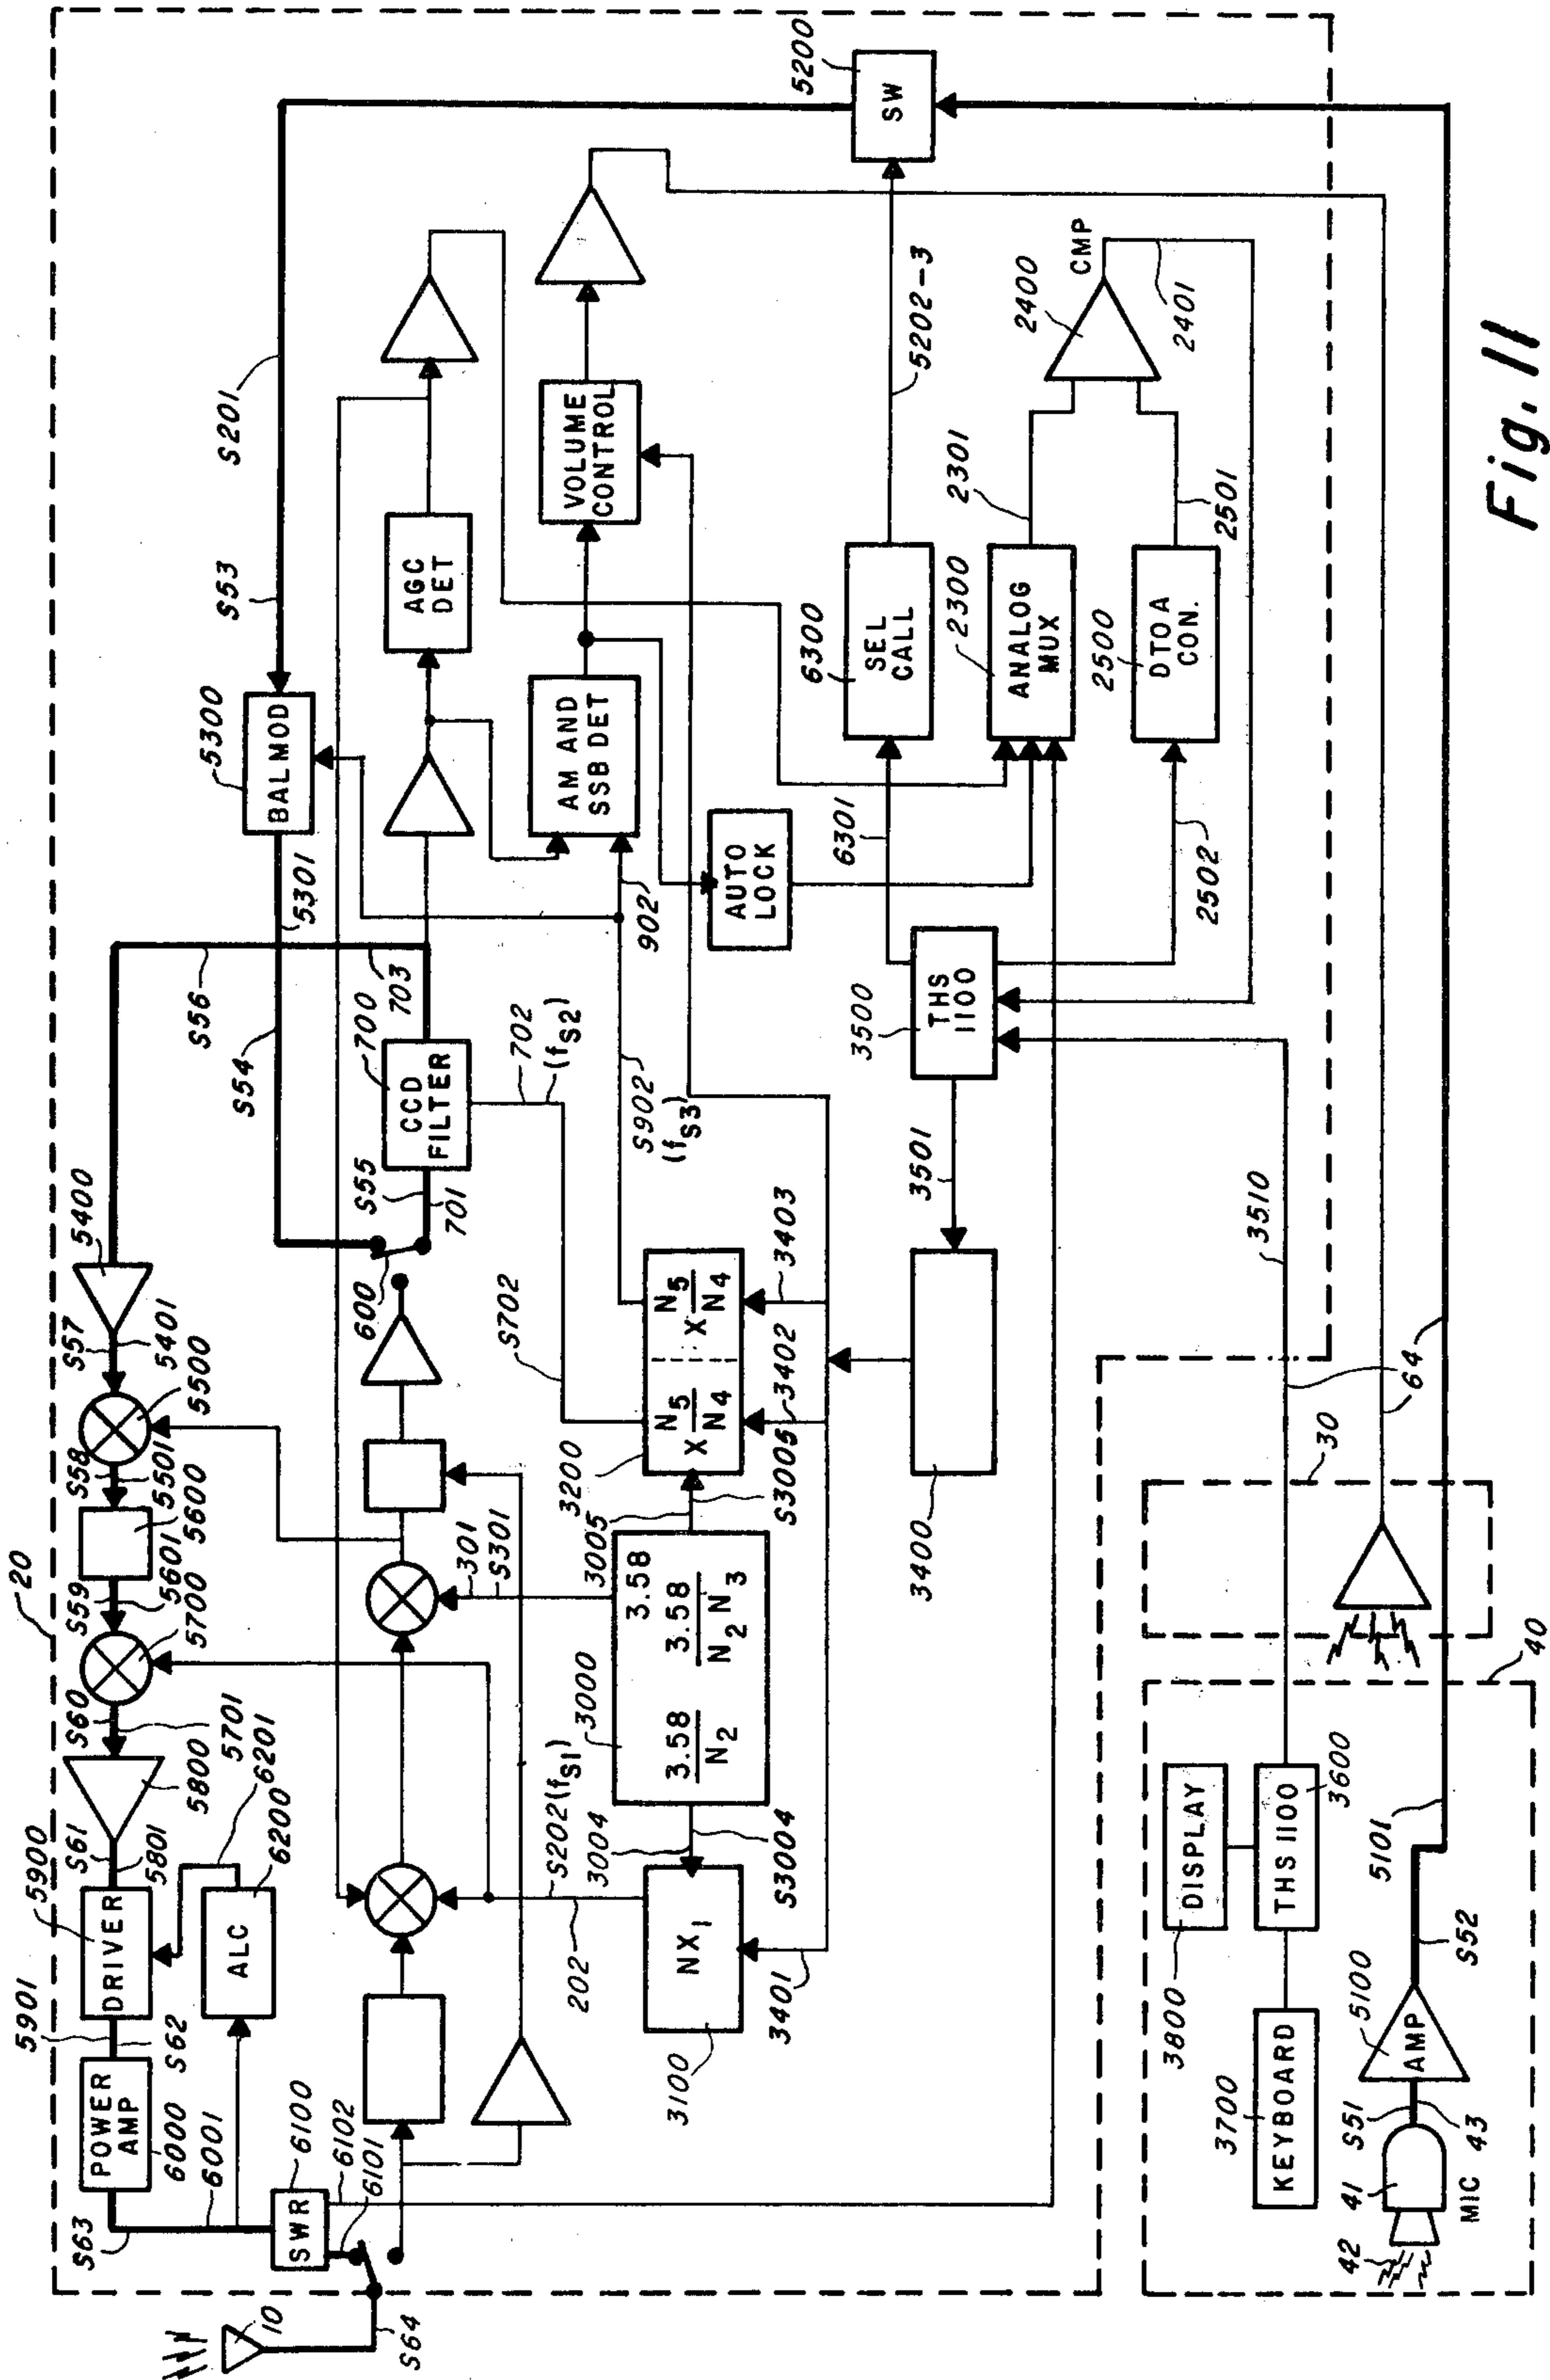 20
10
S64
S63
6001
6000
POWER
AMP
S62
5901
5900
DRIVER
S61
5801
5800
ALC
6200
6201
5701
S60
5700
S59
5601
5600
S58
5501
5500
S57
5401
5400
S56
S54
5301
5300
BALMOD
S53
S201
SWR
6100
6102
6101
600
S55
701
700
CCD
FILTER
703
702
(fS2)
AGC
DET
AM AND
SSB DET
VOLUME
CONTROL
902
S902
(fS3)
S702
301
S301
S202(fS1)
202
3004
S3004
3100
NX1
3401
3000
3.58
N2
3.58
3.58
N2 N3
3005
S3005
3200
X N5
N4
X N5
N4
3402
3403
3400
3501
3500
THS
1100
AUTO
LOCK
6301
6300
SEL
CALL
5202-3
5200
SW
2300
ANALOG
MUX
2301
2400
CMP
2401
2500
D TO A
CON.
2501
2502
3510
64
30
40
3800
DISPLAY
THS 1100
3600
3700
KEYBOARD
42
41
MIC
43
S51
5100
AMP
S52
5101
Fig. 11